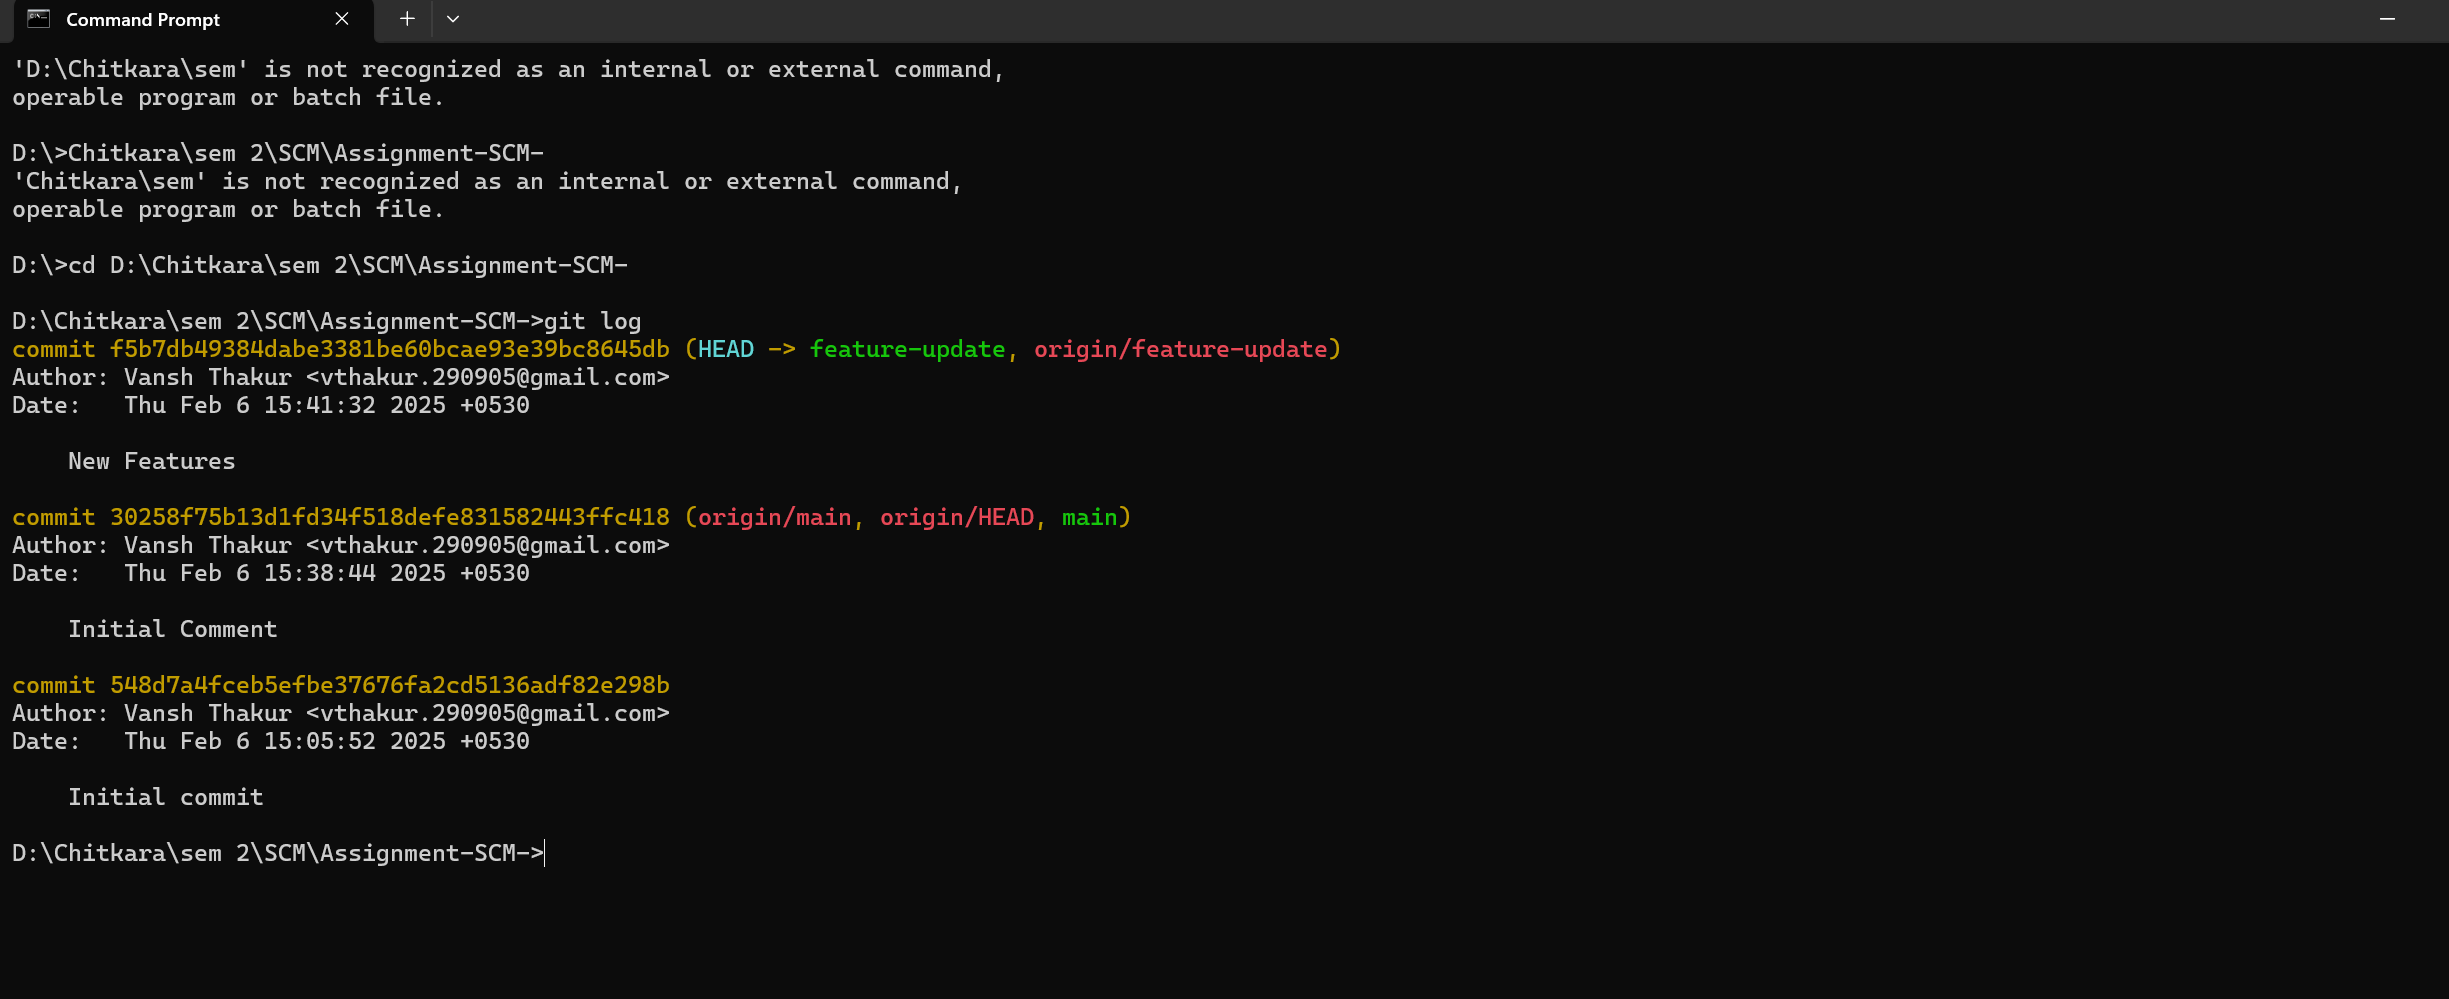 Command Prompt
'D:\Chitkara\sem' is not recognized as an internal or external command,
operable program or batch file.
D:\>Chitkara\sem 2\SCM\Assignment-SCM-
'Chitkara\sem' is not recognized as an internal or external command,
operable program or batch file.
D:\>cd D:\Chitkara\sem 2\SCM\Assignment-SCM-
D:\Chitkara\sem 2\SCM\Assignment-SCM->git log
commit f5b7db49384dabe3381be60bcae93e39bc8645db (HEAD -> feature-update, origin/feature-update)
Author: Vansh Thakur <vthakur.290905@gmail.com>
Date:   Thu Feb 6 15:41:32 2025 +0530
    New Features
commit 30258f75b13d1fd34f518defe831582443ffc418 (origin/main, origin/HEAD, main)
Author: Vansh Thakur <vthakur.290905@gmail.com>
Date:   Thu Feb 6 15:38:44 2025 +0530
    Initial Comment
commit 548d7a4fceb5efbe37676fa2cd5136adf82e298b
Author: Vansh Thakur <vthakur.290905@gmail.com>
Date:   Thu Feb 6 15:05:52 2025 +0530
    Initial commit
D:\Chitkara\sem 2\SCM\Assignment-SCM->